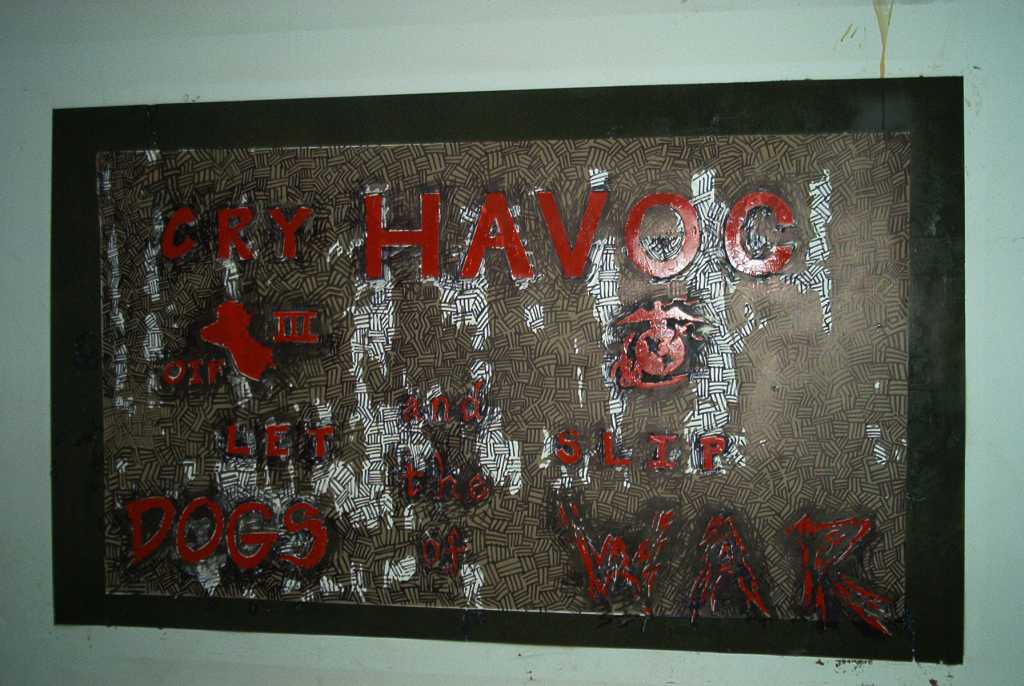 CRY HAVOC
III
OIF
and
LET SLIP
the
DOGS of WAR